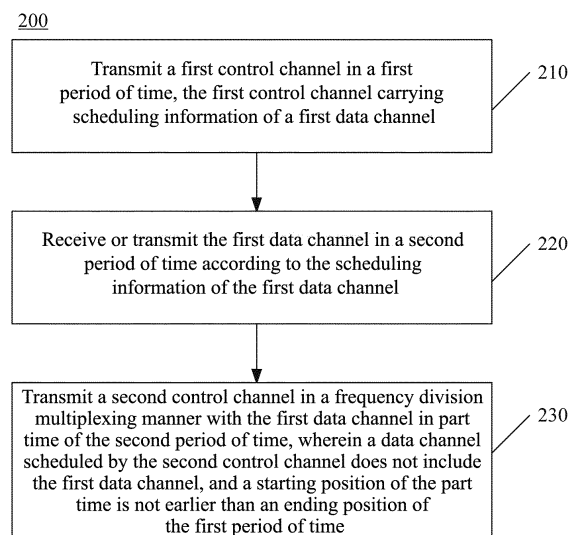 200
Transmit a first control channel in a first
period of time, the first control channel carrying
scheduling information of a first data channel
210
Receive or transmit the first data channel in a second
period of time according to the scheduling
information of the first data channel
220
Transmit a second control channel in a frequency division
multiplexing manner with the first data channel in part
time of the second period of time, wherein a data channel
scheduled by the second control channel does not include
the first data channel, and a starting position of the part
time is not earlier than an ending position of
the first period of time
230